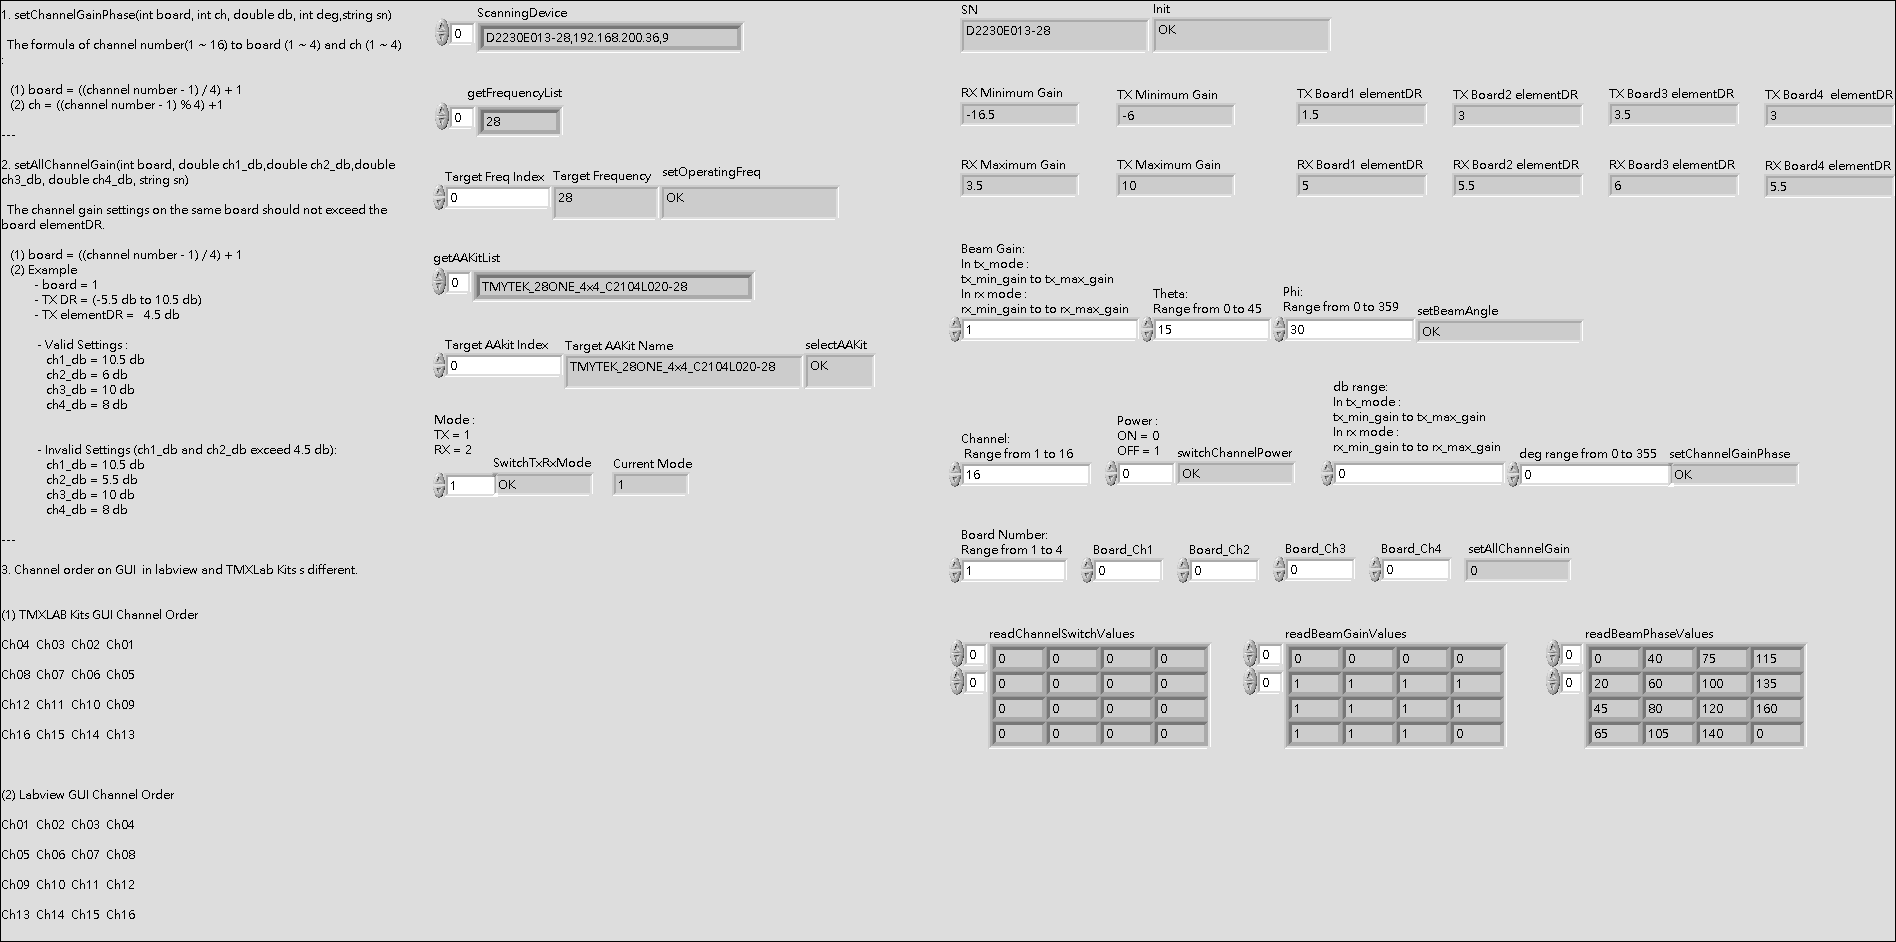 1. setChannelGainPhase(int board, int ch, double db, int deg,string sn)
The formula of channel number(1 ~ 16) to board (1 ~ 4) and ch (1 ~ 4)
:
(1) board = ((channel number - 1) / 4) + 1
(2) ch = ((channel number - 1) % 4) +1
---
2. setAllChannelGain(int board, double ch1_db,double ch2_db,double
ch3_db, double ch4_db, string sn)
The channel gain settings on the same board should not exceed the
board elementDR.
(1) board = ((channel number - 1) / 4) + 1
(2) Example
- board = 1
- TX DR = (-5.5 db to 10.5 db)
- TX elementDR =   4.5 db
- Valid Settings :
ch1_db = 10.5 db
ch2_db = 6 db
ch3_db = 10 db
ch4_db = 8 db
- Invalid Settings (ch1_db and ch2_db exceed 4.5 db):
ch1_db = 10.5 db
ch2_db = 5.5 db
ch3_db = 10 db
ch4_db = 8 db
---
3. Channel order on GUI  in labview and TMXLab Kits s different.
(1) TMXLAB Kits GUI Channel Order
Ch04  Ch03  Ch02  Ch01
Ch08  Ch07  Ch06  Ch05
Ch12  Ch11  Ch10  Ch09
Ch16  Ch15  Ch14  Ch13
(2) Labview GUI Channel Order
Ch01  Ch02  Ch03  Ch04
Ch05  Ch06  Ch07  Ch08
Ch09  Ch10  Ch11  Ch12
Ch13  Ch14  Ch15  Ch16
ScanningDevice
0  D2230E013-28,192.168.200.36,9
getFrequencyList
0  28
Target Freq Index  Target Frequency  setOperatingFreq
0  28  OK
getAAKitList
0  TMYTEK_28ONE_4x4_C2104L020-28
Target AAkit Index  Target AAKit Name  selectAAKit
0  TMYTEK_28ONE_4x4_C2104L020-28  OK
Mode :
TX = 1
RX = 2
SwitchTxRxMode  Current Mode
1  OK  1
SN  Init
D2230E013-28  OK
RX Minimum Gain  TX Minimum Gain  TX Board1 elementDR  TX Board2 elementDR  TX Board3 elementDR  TX Board4  elementDR
-16.5  -6  1.5  3  3.5  3
RX Maximum Gain  TX Maximum Gain  RX Board1 elementDR  RX Board2 elementDR  RX Board3 elementDR  RX Board4 elementDR
3.5  10  5  5.5  6  5.5
Beam Gain:
In tx_mode :
tx_min_gain to tx_max_gain
In rx mode :
rx_min_gain to to rx_max_gain
1
Theta:
Range from 0 to 45
15
Phi:
Range from 0 to 359
30
setBeamAngle
OK
Channel:
Range from 1 to 16
16
Power :
ON = 0
OFF = 1
0
switchChannelPower
OK
db range:
In tx_mode :
tx_min_gain to tx_max_gain
In rx mode :
rx_min_gain to to rx_max_gain
0
deg range from 0 to 355
0
setChannelGainPhase
OK
Board Number:
Range from 1 to 4  Board_Ch1  Board_Ch2  Board_Ch3  Board_Ch4  setAllChannelGain
1  0  0  0  0  0
readChannelSwitchValues
0  0  0  0  0
0  0  0  0  0
0  0  0  0
0  0  0  0
readBeamGainValues
0  0  0  0  0
0  1  1  1  1
1  1  1  1
1  1  1  0
readBeamPhaseValues
0  0  40  75  115
0  20  60  100  135
45  80  120  160
65  105  140  0